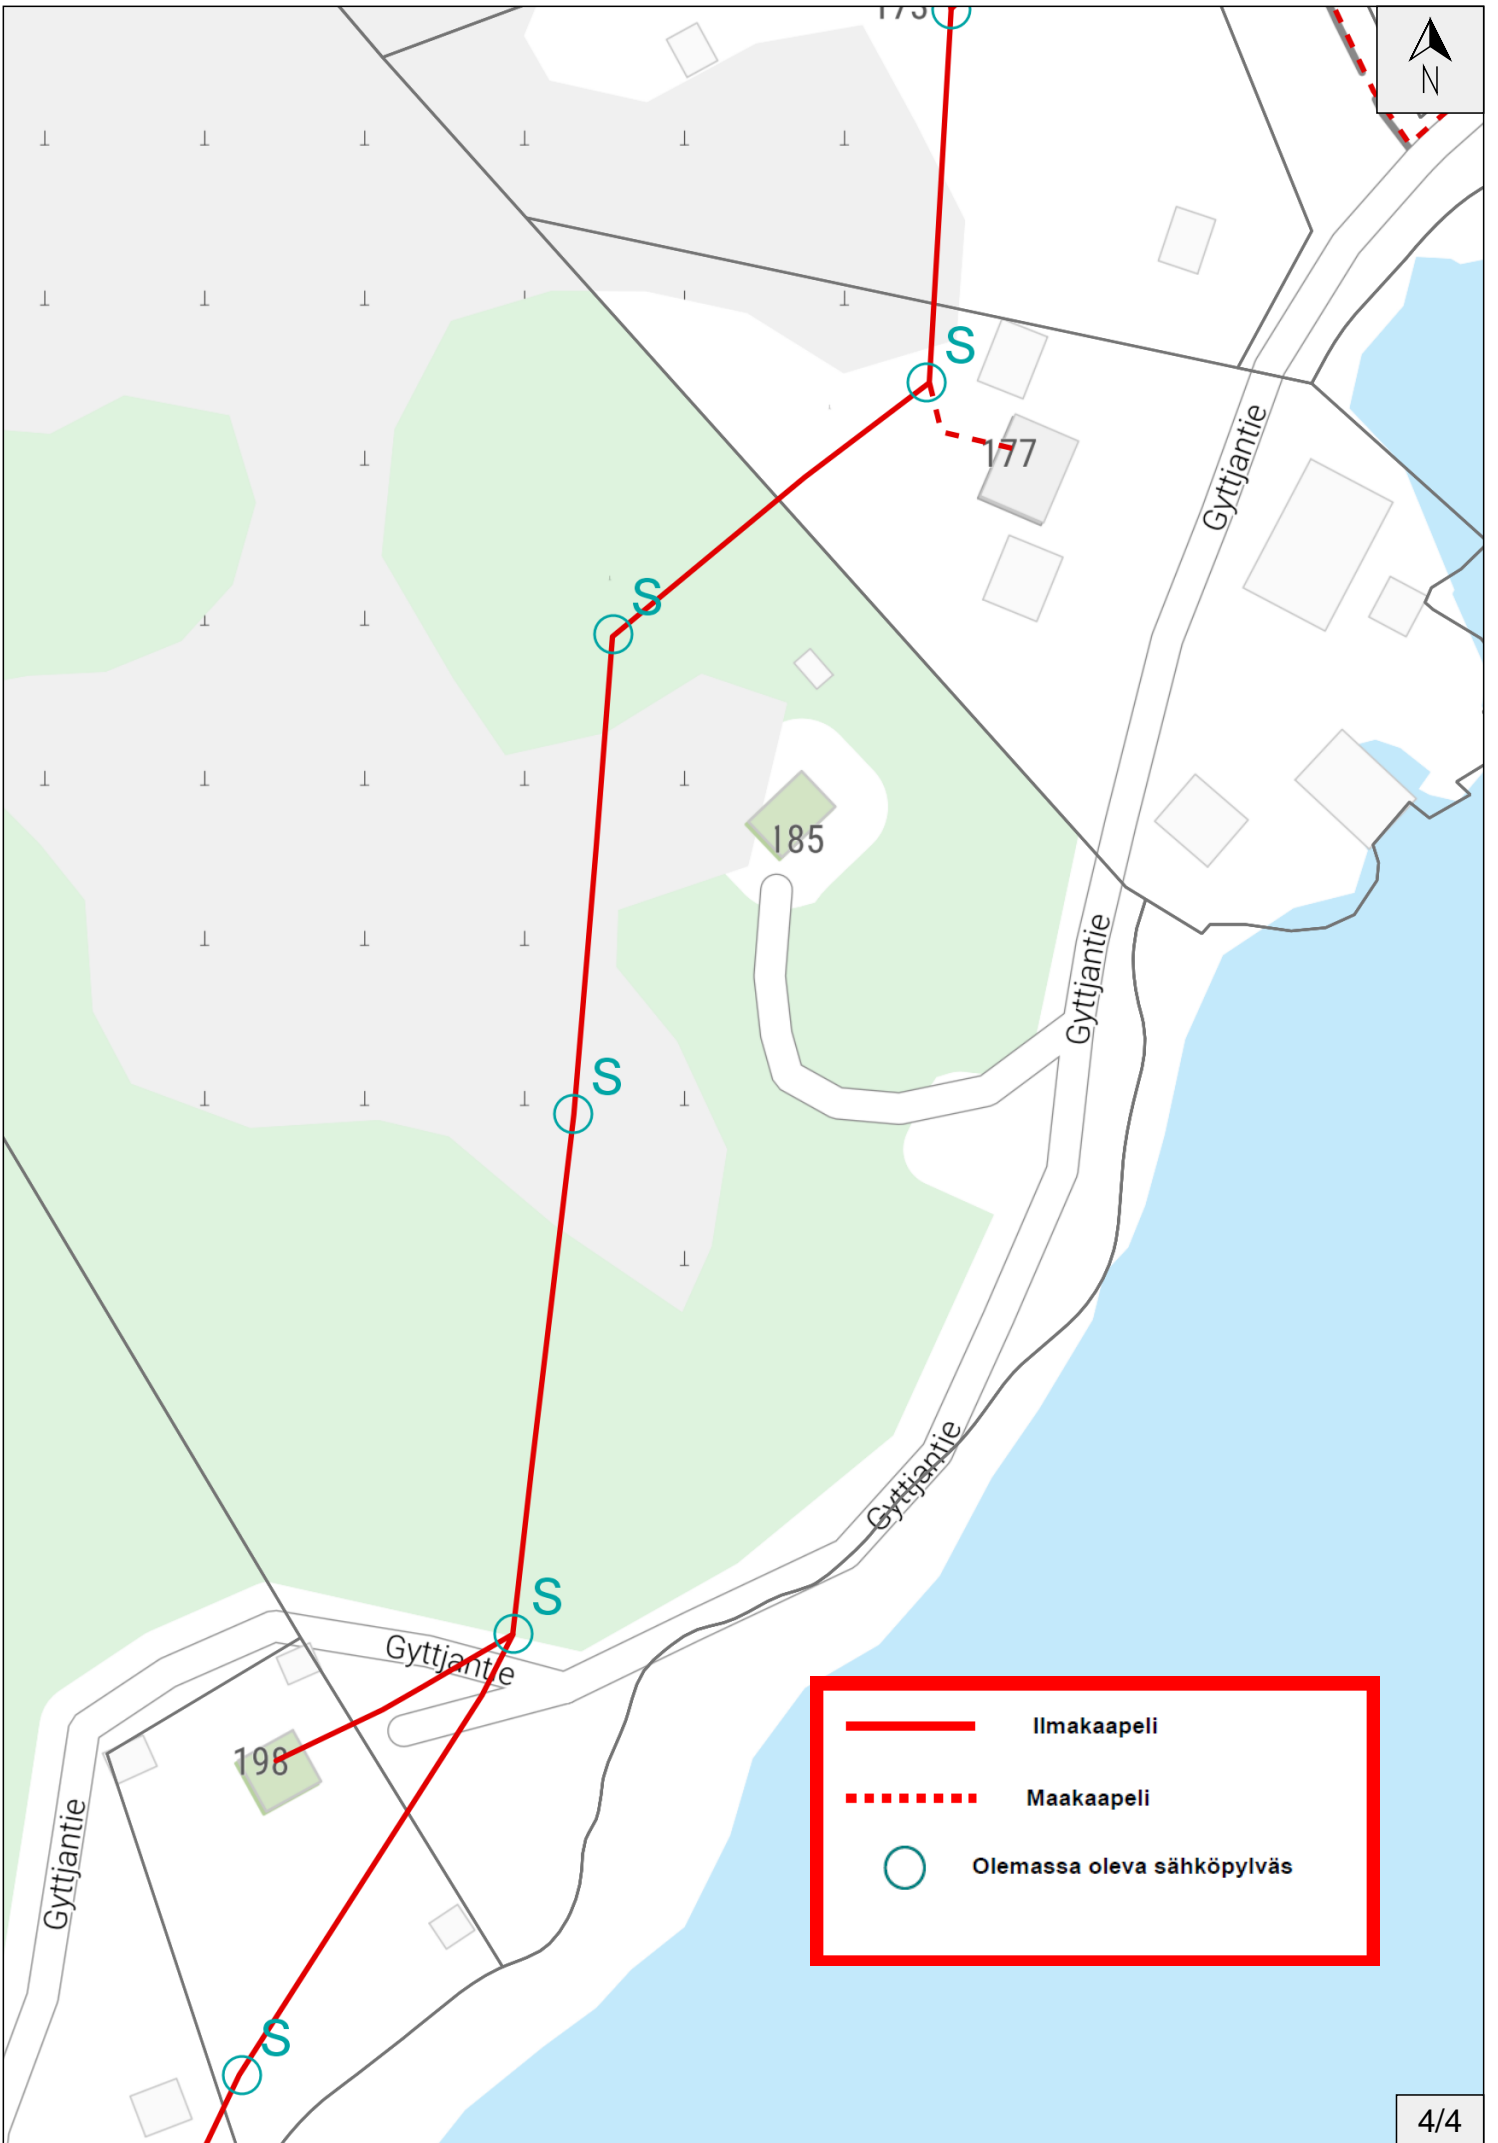 N
S
177
Gyttjantie
S
185
Gyttjantie
S
Gyttjantie
S
Gyttjantie
198
Gyttjantie
S
Ilmakaapeli
Maakaapeli
Olemassa oleva sähköpylväs
4/4